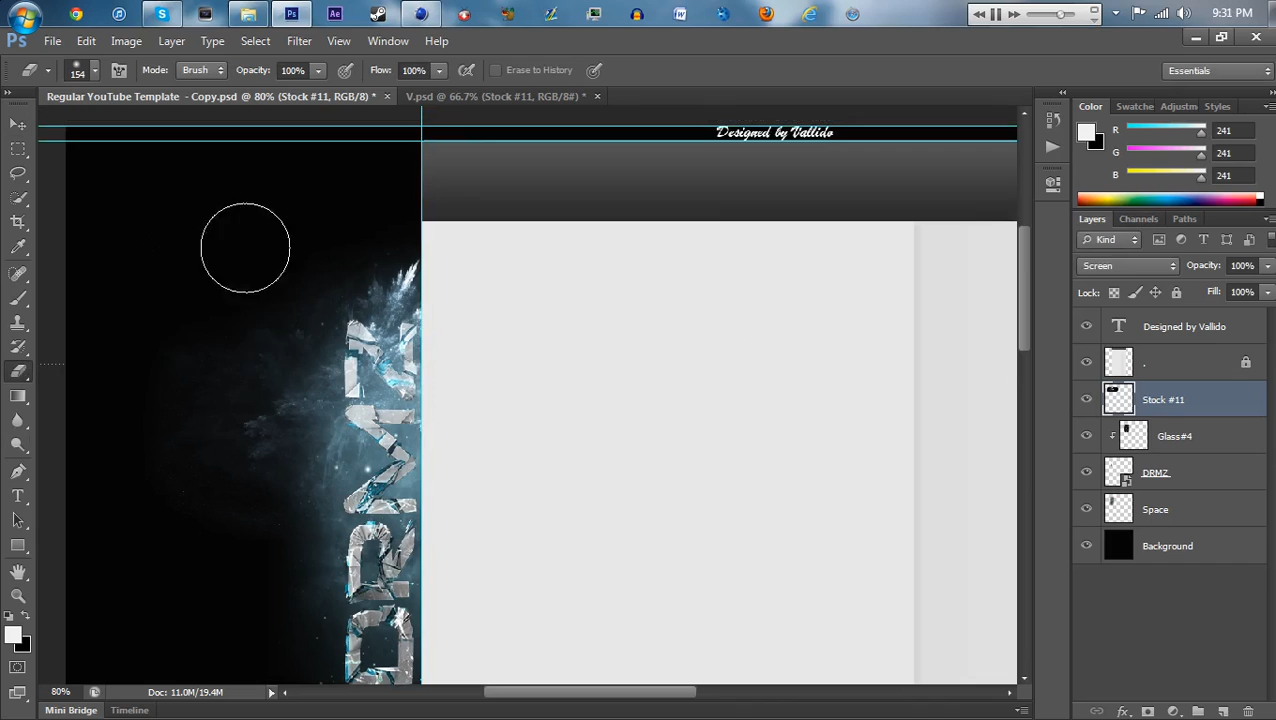 9:31 PM
Ps File Edit Image Layer Type Select Filter View Window Help
154 Mode: Brush Opacity: 100% Flow: 100% Erase to History Essentials
Regular YouTube Template - Copy.psd @ 80% (Stock #11, RGB/8) * × V.psd @ 66.7% (Stock #11, RGB/8#) * ×
Color Swatche Adjustm Styles
Designed by Vallido
R 241
G 241
B 241
Layers Channels Paths
Kind
Screen Opacity: 100%
Lock: Fill: 100%
Designed by Vallido
.
Stock #11
Glass#4
DRMZ
Space
Background
DRMZ
80% Doc: 11.0M/19.4M
Mini Bridge Timeline